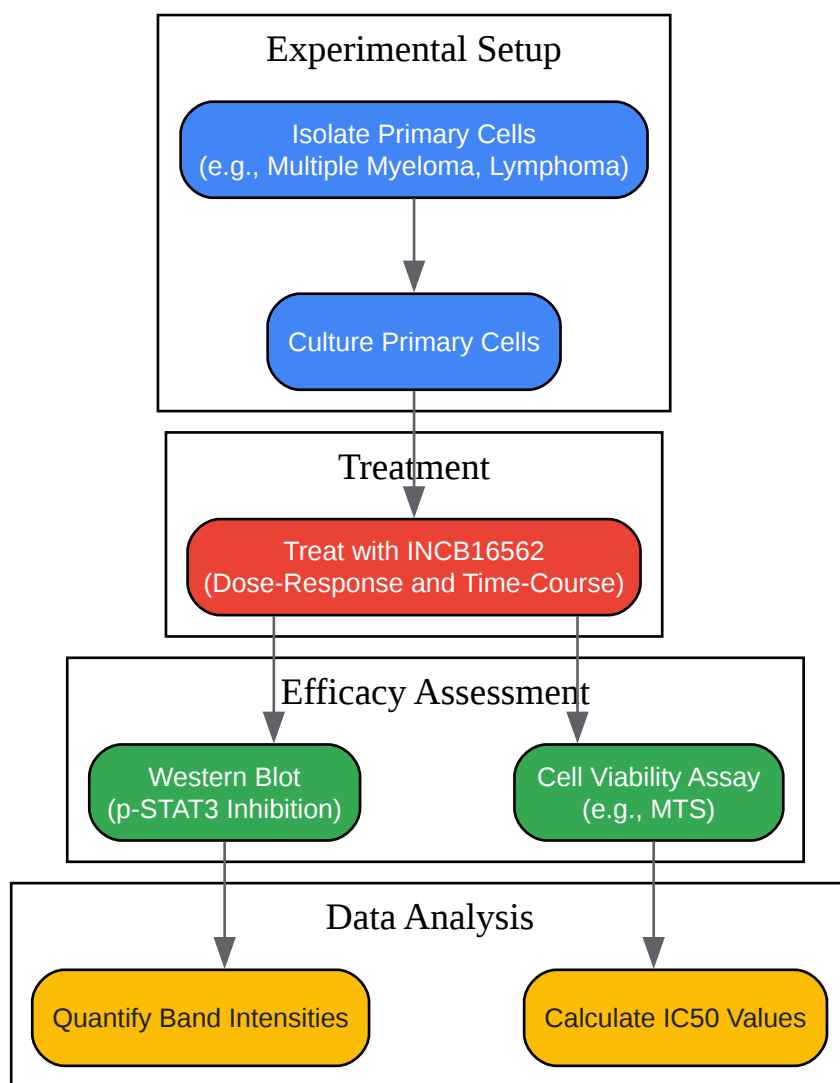 Experimental Setup
Isolate Primary Cells
(e.g., Multiple Myeloma, Lymphoma)
Culture Primary Cells
Treatment
Treat with INCB16562
(Dose-Response and Time-Course)
Efficacy Assessment
Western Blot
(p-STAT3 Inhibition)
Cell Viability Assay
(e.g., MTS)
Data Analysis
Quantify Band Intensities
Calculate IC50 Values